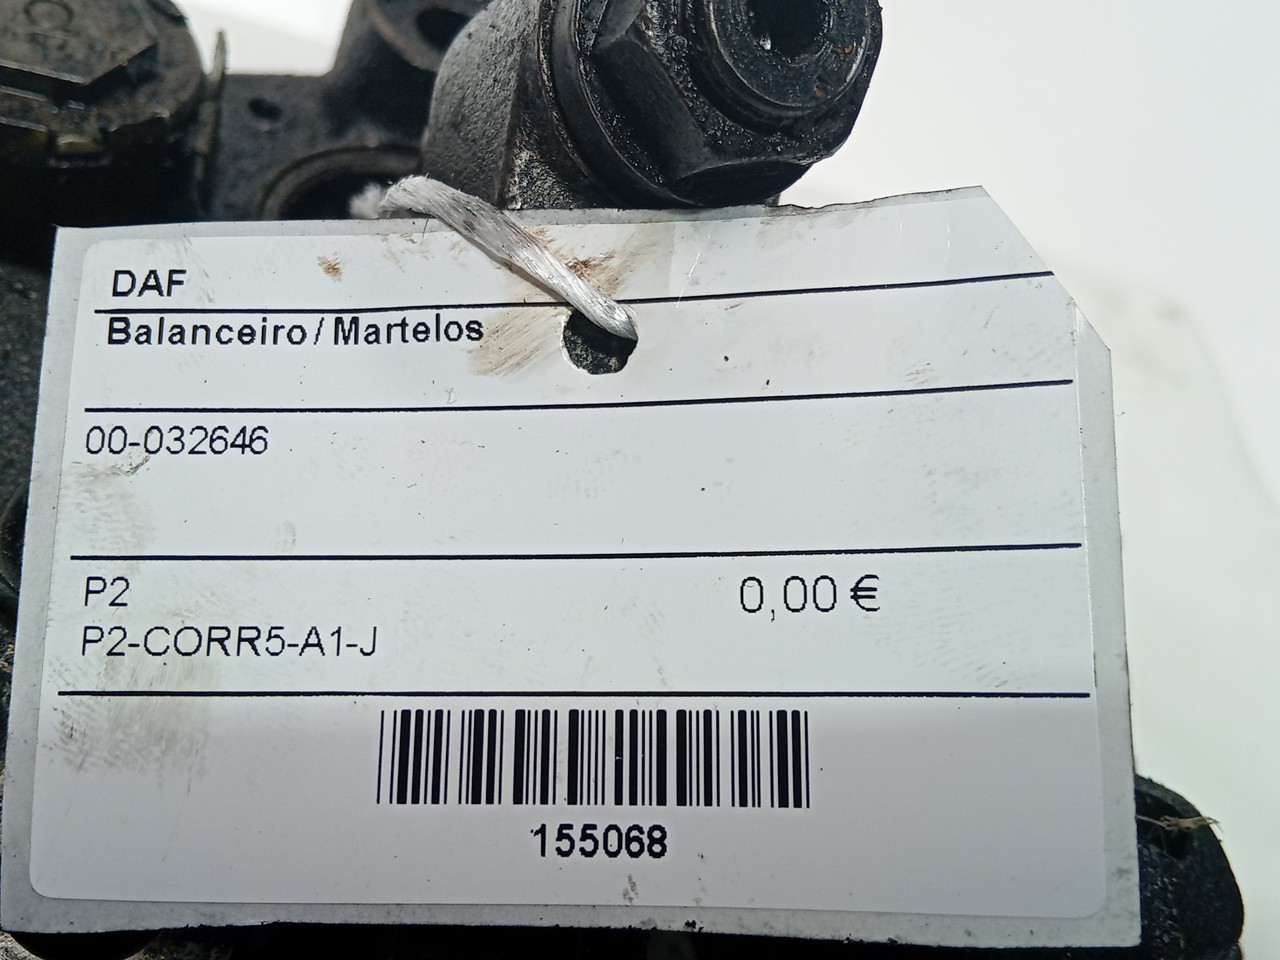 DAF
Balanceiro / Martelos
00-032646
P2
0,00 €
P2-CORR5-A1-J
155068